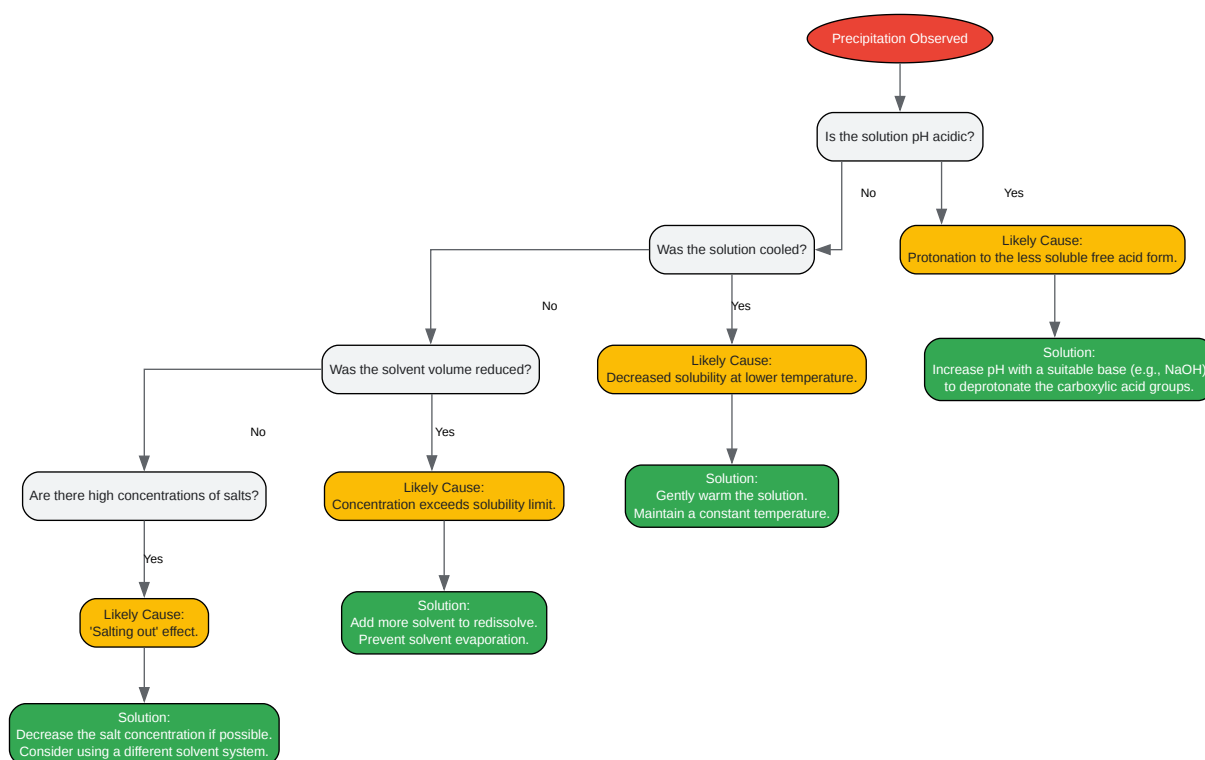 Precipitation Observed
Is the solution pH acidic?
No
Yes
Was the solution cooled?
Likely Cause:
Protonation to the less soluble free acid form.
No
Yes
Was the solvent volume reduced?
Likely Cause:
Decreased solubility at lower temperature.
Solution:
Increase pH with a suitable base (e.g., NaOH)
to deprotonate the carboxylic acid groups.
No
Yes
Are there high concentrations of salts?
Likely Cause:
Concentration exceeds solubility limit.
Solution:
Gently warm the solution.
Maintain a constant temperature.
Yes
Likely Cause:
'Salting out' effect.
Solution:
Add more solvent to redissolve.
Prevent solvent evaporation.
Solution:
Decrease the salt concentration if possible.
Consider using a different solvent system.